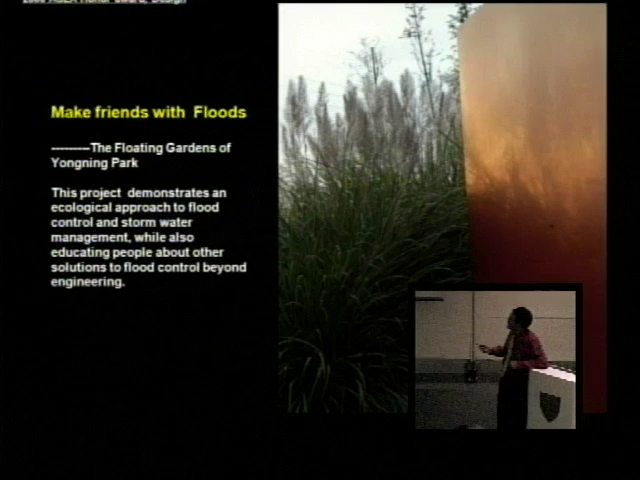 Make friends with Floods
---------The Floating Gardens of
Yongning Park
This project demonstrates an
ecological approach to flood
control and storm water
management, while also
educating people about other
solutions to flood control beyond
engineering.